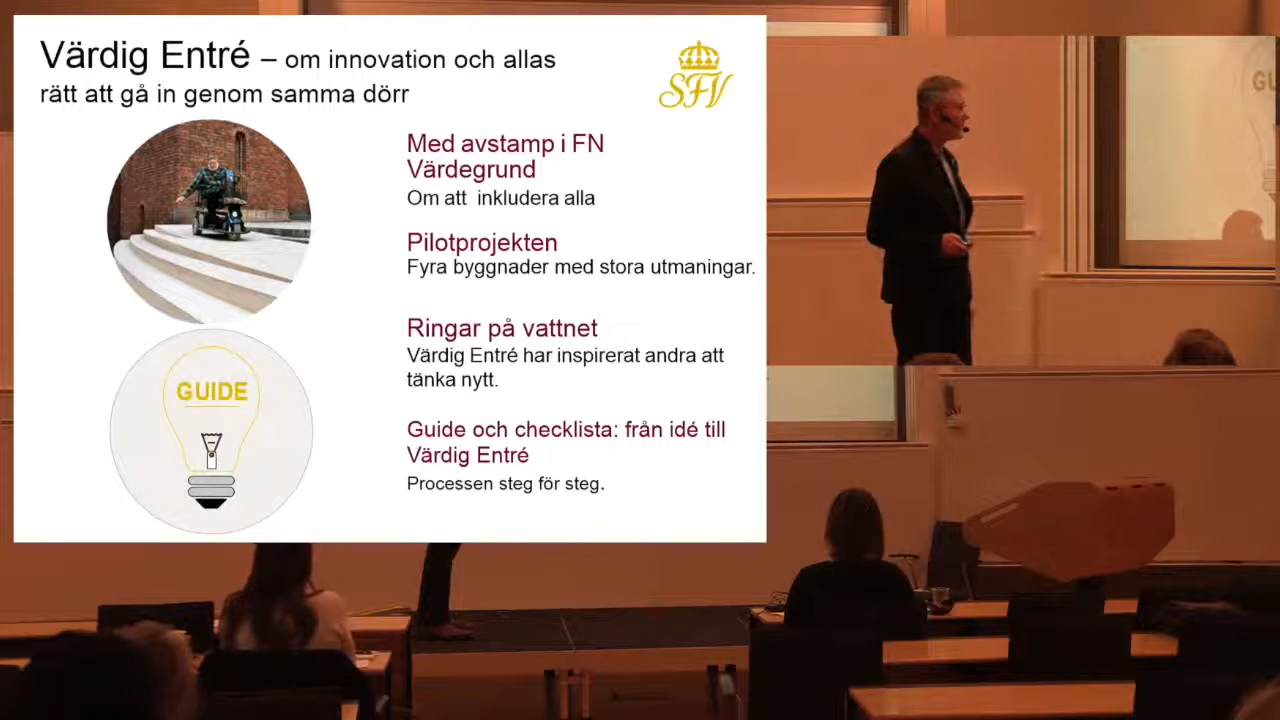 Värdig Entré – om innovation och allas
rätt att gå in genom samma dörr
SFV
Med avstamp i FN
Värdegrund
Om att inkludera alla
Pilotprojekten
Fyra byggnader med stora utmaningar.
Ringar på vattnet
Värdig Entré har inspirerat andra att
tänka nytt.
GUIDE
Guide och checklista: från idé till
Värdig Entré
Processen steg för steg.
GU